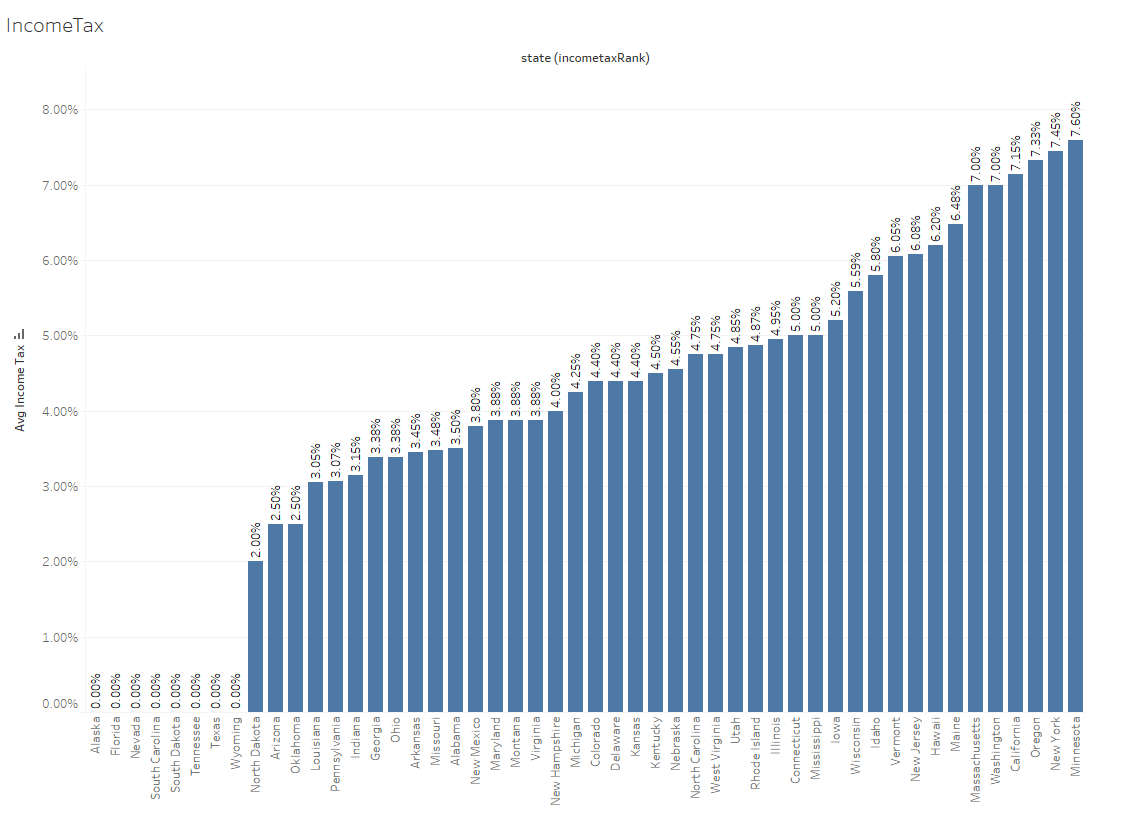 IncomeTax
state (incometaxRank)
Avg Income Tax
8.00%
7.00%
6.00%
5.00%
4.00%
3.00%
2.00%
1.00%
0.00%
0.00%
0.00%
0.00%
0.00%
0.00%
0.00%
0.00%
0.00%
2.00%
2.50%
2.50%
3.05%
3.07%
3.15%
3.38%
3.38%
3.45%
3.48%
3.50%
3.80%
3.88%
3.88%
3.88%
4.00%
4.25%
4.40%
4.40%
4.40%
4.50%
4.55%
4.75%
4.75%
4.85%
4.87%
4.95%
5.00%
5.00%
5.20%
5.59%
5.80%
6.05%
6.08%
6.20%
6.48%
7.00%
7.00%
7.15%
7.33%
7.45%
7.60%
Alaska
Florida
Nevada
South Carolina
South Dakota
Tennessee
Texas
Wyoming
North Dakota
Arizona
Oklahoma
Louisiana
Pennsylvania
Indiana
Georgia
Ohio
Arkansas
Missouri
Alabama
New Mexico
Maryland
Montana
Virginia
New Hampshire
Michigan
Colorado
Delaware
Kansas
Kentucky
Nebraska
North Carolina
West Virginia
Utah
Rhode Island
Illinois
Connecticut
Mississippi
Iowa
Wisconsin
Idaho
Vermont
New Jersey
Hawaii
Maine
Massachusetts
Washington
California
Oregon
New York
Minnesota